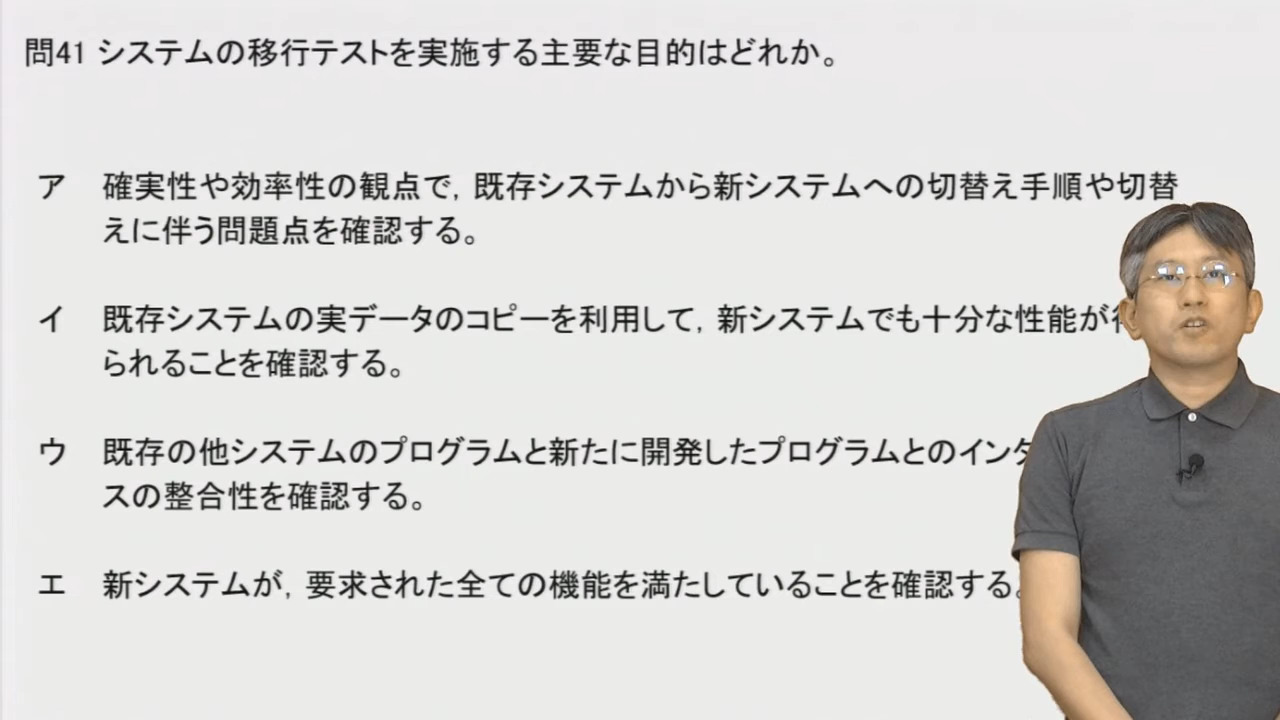 問41 システムの移行テストを実施する主要な目的はどれか。
ア 確実性や効率性の観点で，既存システムから新システムへの切替え手順や切替
えに伴う問題点を確認する。
イ 既存システムの実データのコピーを利用して，新システムでも十分な性能が
られることを確認する。
ウ 既存の他システムのプログラムと新たに開発したプログラムとのインタ
スの整合性を確認する。
エ 新システムが，要求された全ての機能を満たしていることを確認する。